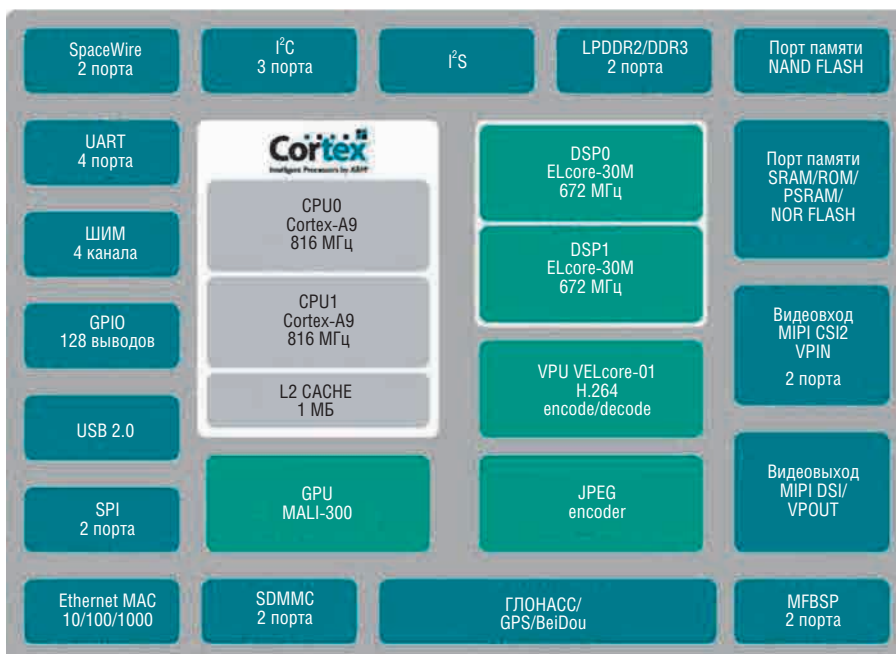 SpaceWire
2 порта
I²C
3 порта
I²S
LPDDR2/DDR3
2 порта
Порт памяти
NAND FLASH
UART
4 порта
Cortex
Intelligent Processors by ARM®
DSP0
ELcore-30M
672 МГц
Порт памяти
SRAM/ROM/
PSRAM/
NOR FLASH
CPU0
Cortex-A9
816 МГц
ШИМ
4 канала
DSP1
ELcore-30M
672 МГц
CPU1
Cortex-A9
816 МГц
GPIO
128 выводов
Видеовход
MIPI CSI2
VPIN
2 порта
VPU VELcore-01
H.264
encode/decode
L2 CACHE
1 МБ
USB 2.0
GPU
MALI-300
JPEG
encoder
Видеовыход
MIPI DSI/
VPOUT
SPI
2 порта
Ethernet MAC
10/100/1000
SDMMC
2 порта
ГЛОНАСС/
GPS/BeiDou
MFBSP
2 порта